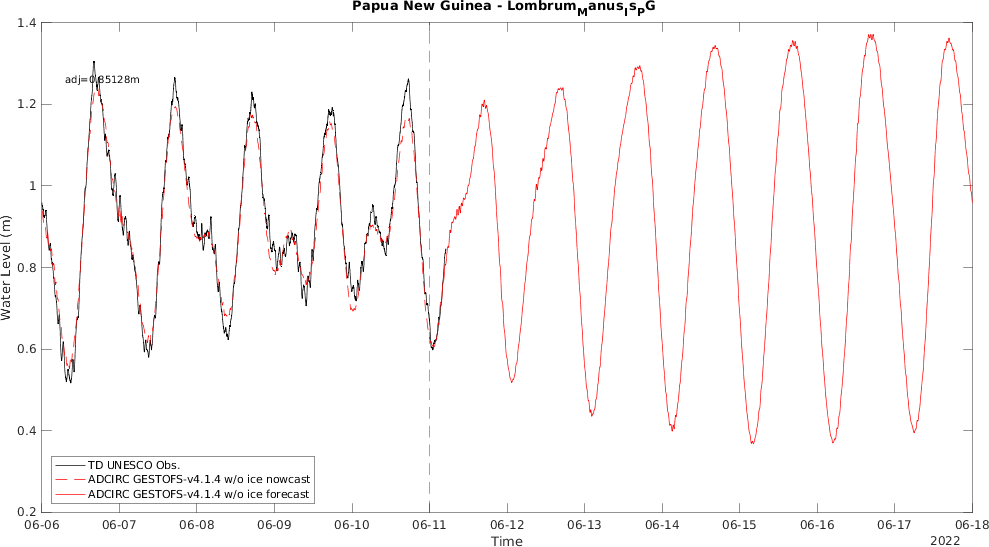 Papua New Guinea - LombrumManusIsPG
adj=0.85128m
Water Level (m)
1.4
1.2
1
0.8
0.6
0.4
0.2
TD UNESCO Obs.
ADCIRC GESTOFS-v4.1.4 w/o ice nowcast
ADCIRC GESTOFS-v4.1.4 w/o ice forecast
06-06 06-07 06-08 06-09 06-10 06-11 06-12 06-13 06-14 06-15 06-16 06-17 06-18
Time
2022